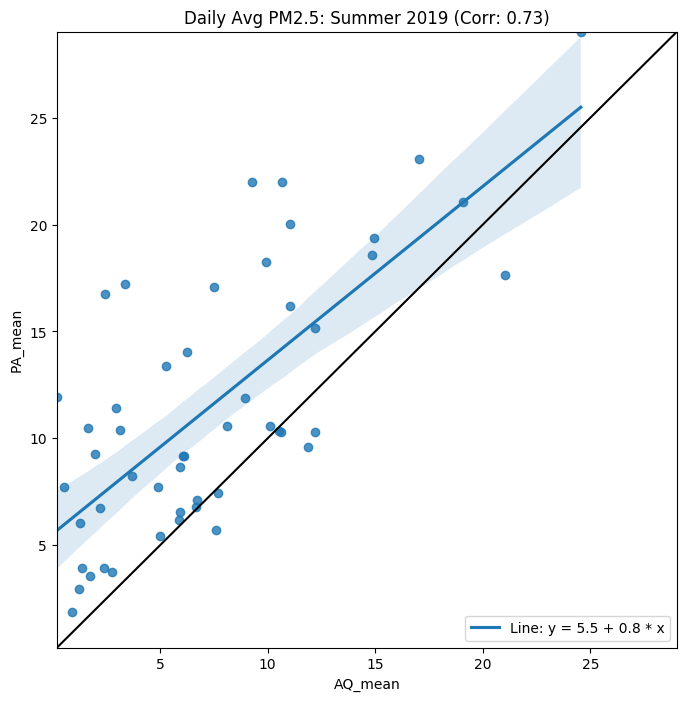 Daily Avg PM2.5: Summer 2019 (Corr: 0.73)
PA_mean
25
20
15
10
5
5 10 15 20 25
AQ_mean
Line: y = 5.5 + 0.8 * x